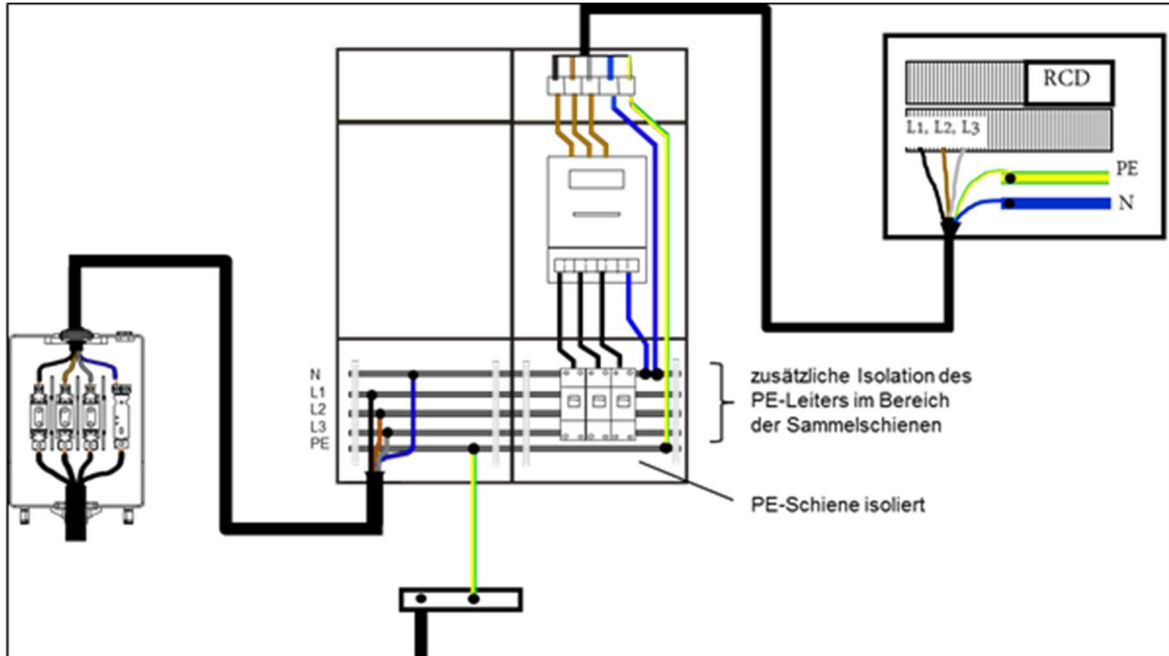 RCD
L1, L2, L3
PE
N
N
L1
L2
L3
PE
zusätzliche Isolation des
PE-Leiters im Bereich
der Sammelschienen
PE-Schiene isoliert